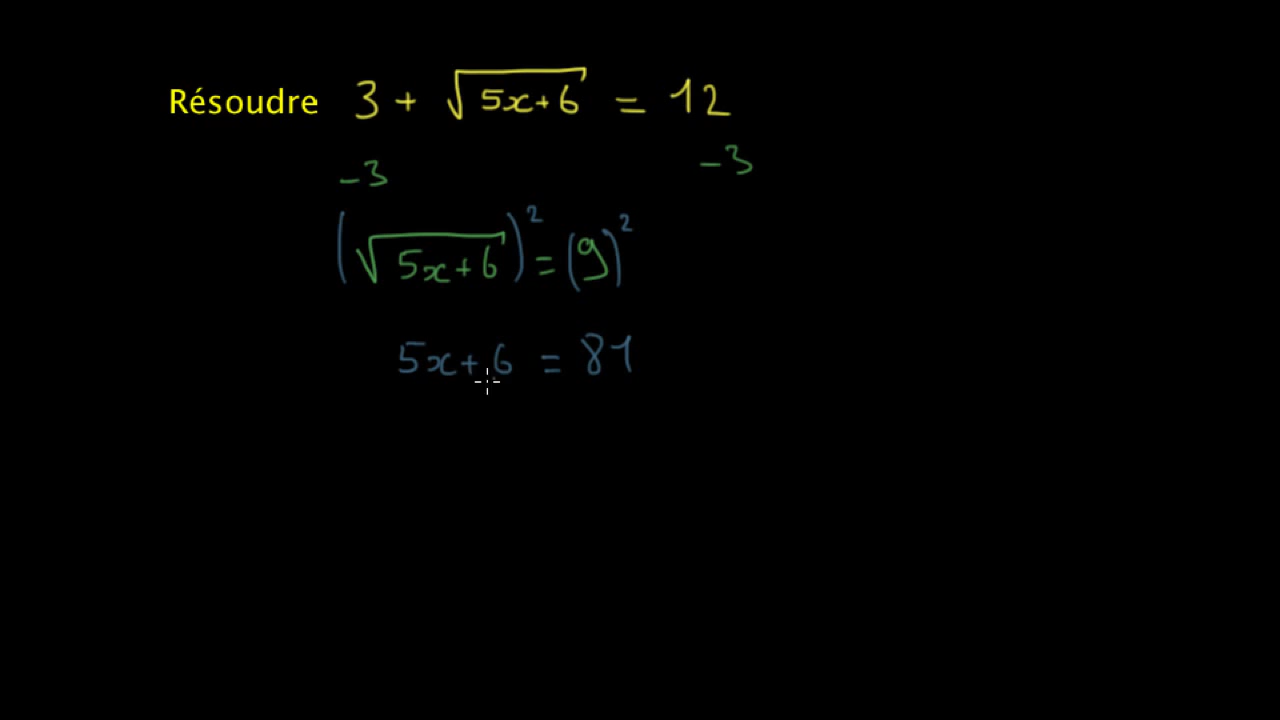 Résoudre 3 + √(5x+6) = 12
-3 -3
(√(5x+6))² = (9)²
5x+6 = 81